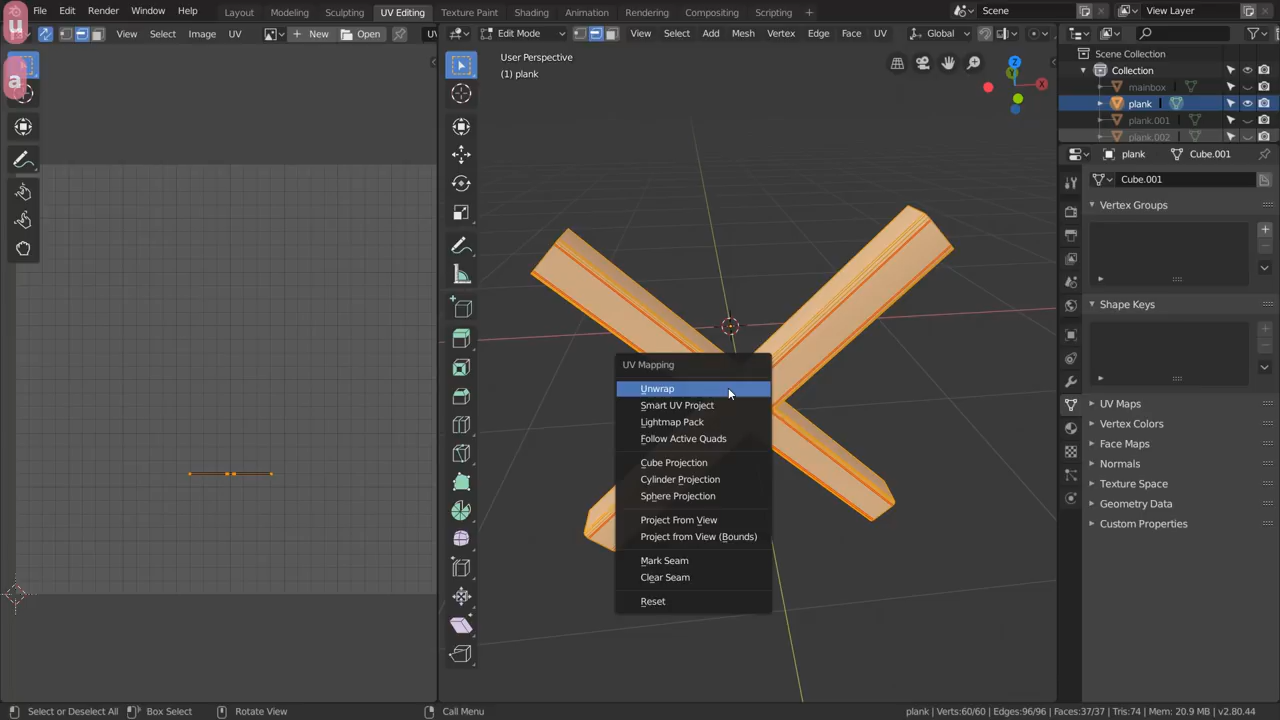 u
a
File Edit Render Window Help
Layout Modeling Sculpting UV Editing Texture Paint Shading Animation Rendering Compositing Scripting +
Scene
View Layer
View Select Image UV
+ New
Open
UV
Edit Mode
View Select Add Mesh Vertex Edge Face UV
Global
User Perspective
(1) plank
Z
Y
X
Scene Collection
Collection
mainbox
plank
plank.001
plank.002
plank
Cube.001
Cube.001
Vertex Groups
Shape Keys
UV Maps
Vertex Colors
Face Maps
Normals
Texture Space
Geometry Data
Custom Properties
UV Mapping
Unwrap
Smart UV Project
Lightmap Pack
Follow Active Quads
Cube Projection
Cylinder Projection
Sphere Projection
Project From View
Project from View (Bounds)
Mark Seam
Clear Seam
Reset
Select or Deselect All
Box Select
Rotate View
Call Menu
plank | Verts:60/60 | Edges:96/96 | Faces:37/37 | Tris:74 | Mem: 20.9 MB | v2.80.44